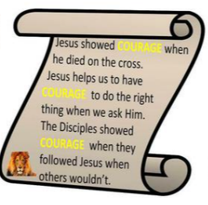 Jesus showed COURAGE when
he died on the cross.
Jesus helps us to have
COURAGE to do the right
thing when we ask Him.
The Disciples showed
COURAGE when they
followed Jesus when
others wouldn't.